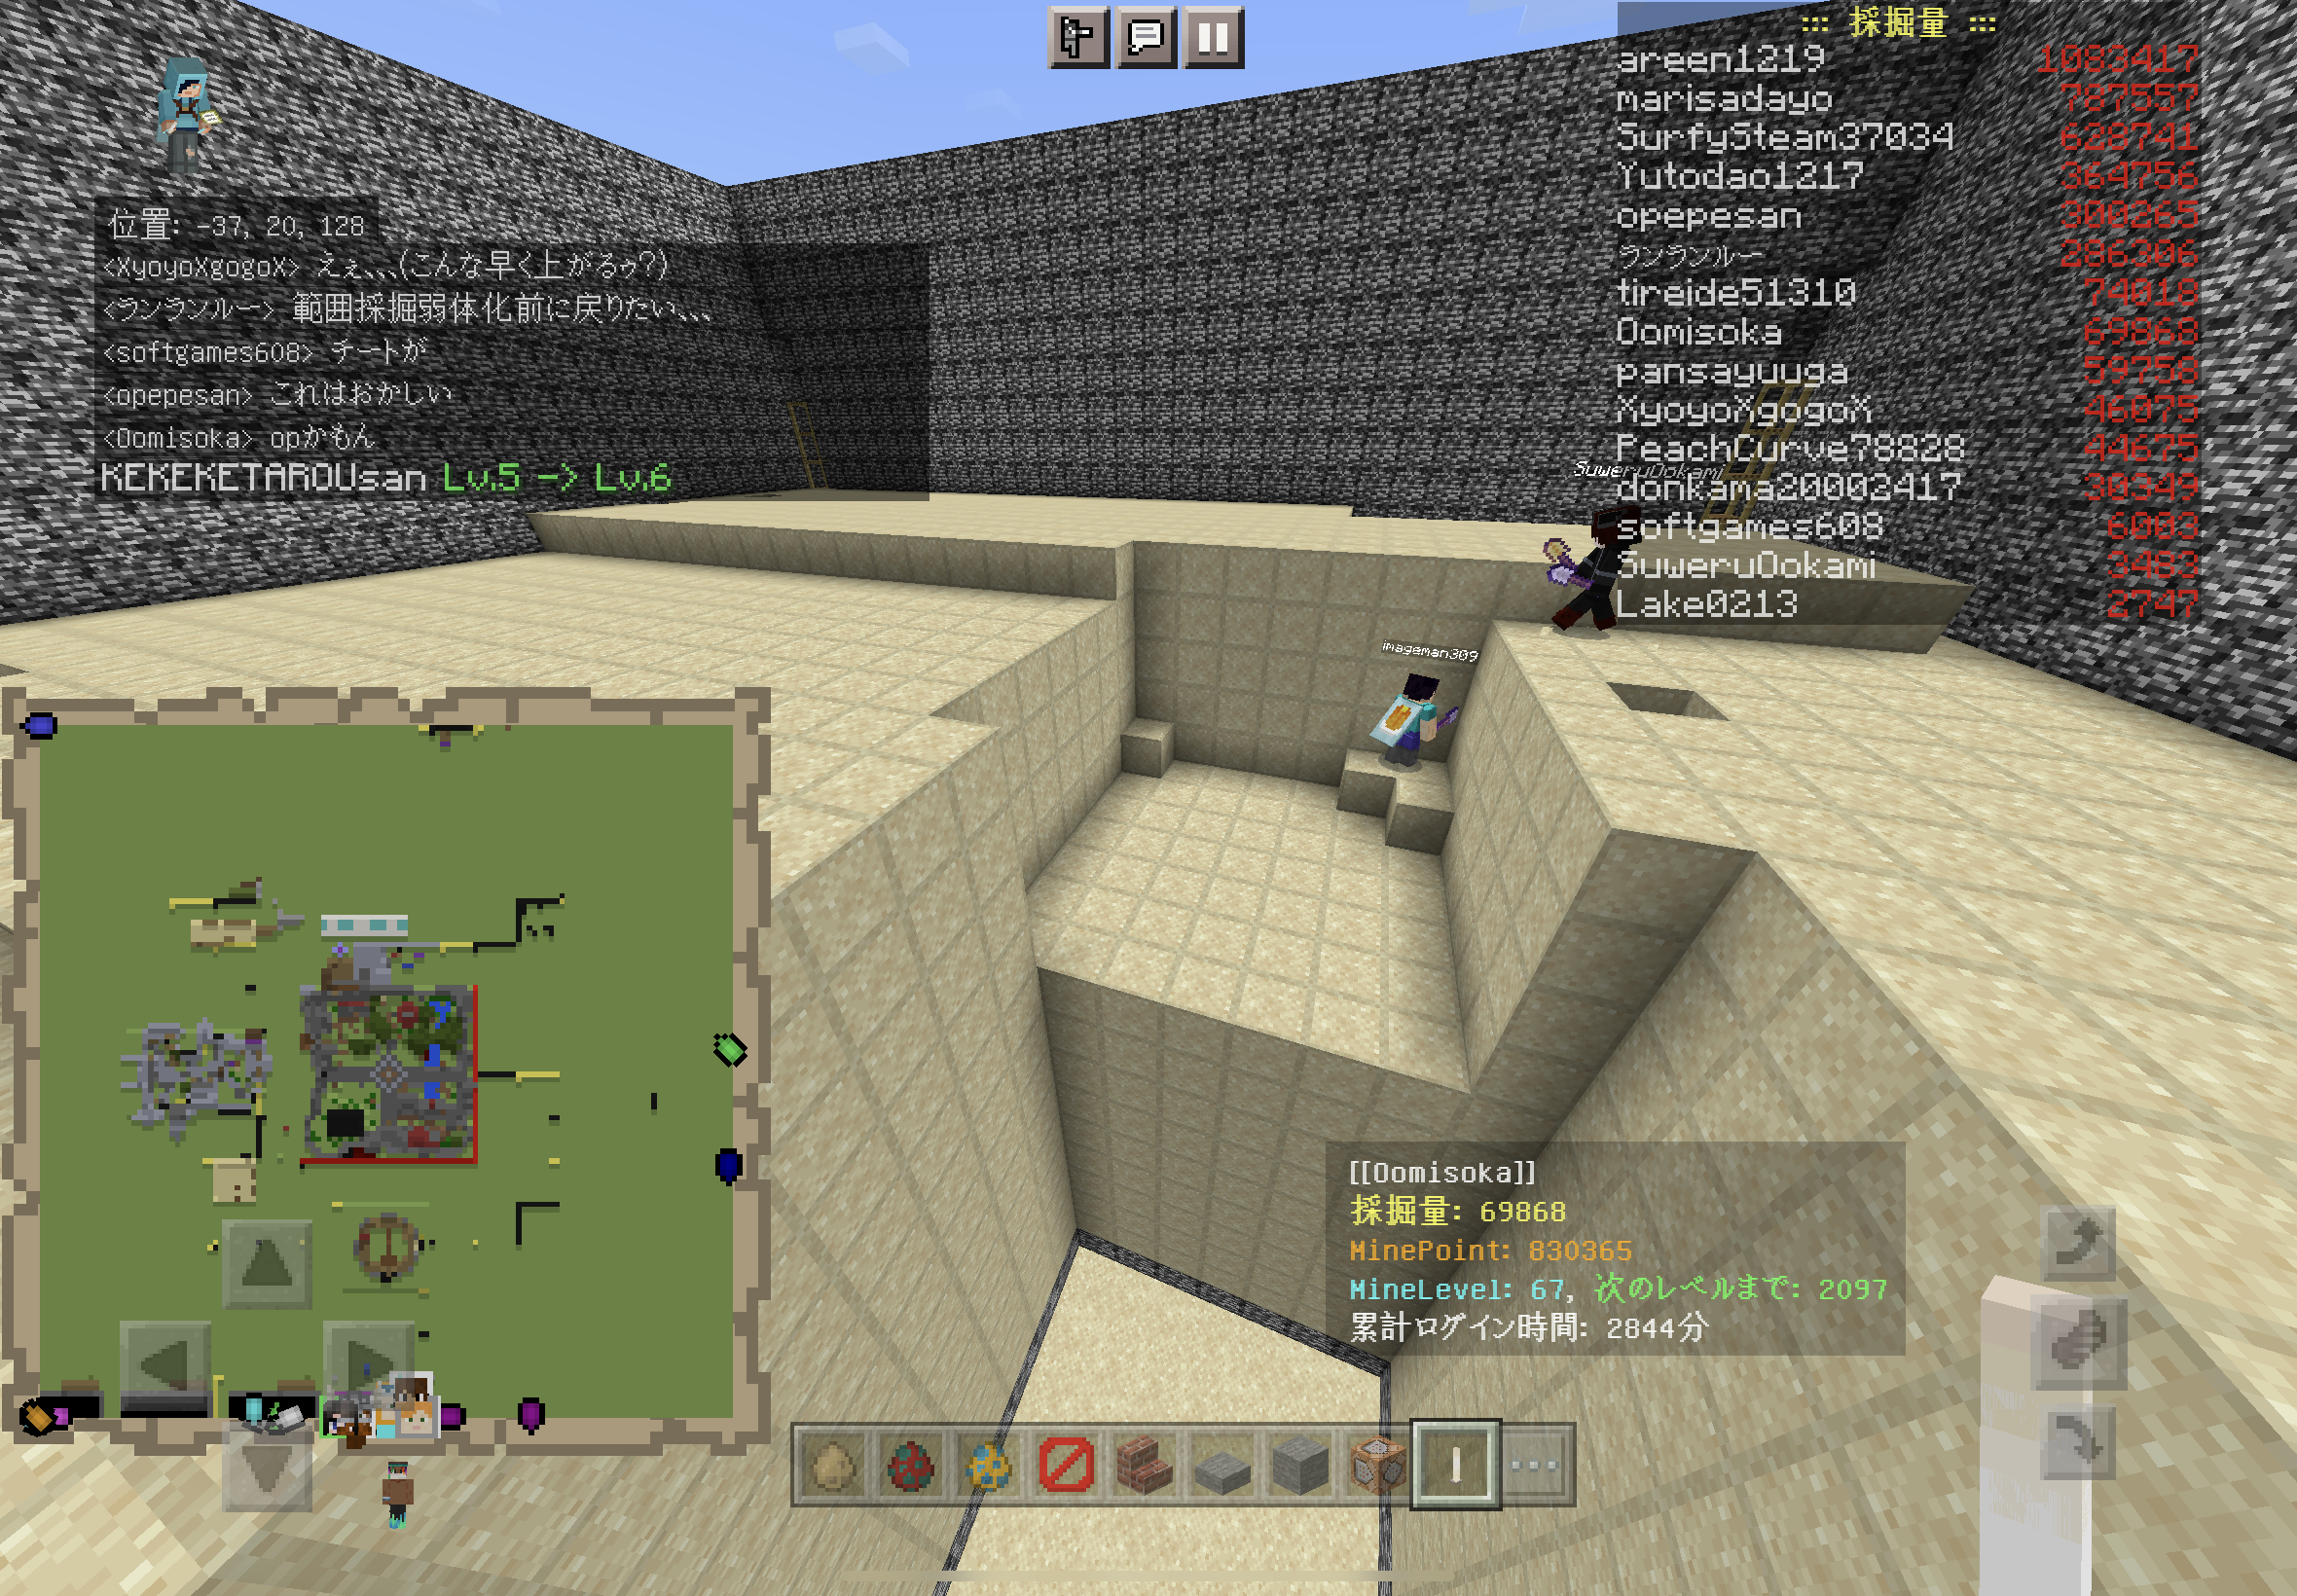 ::: 採掘量 :::
areen1219 1083417
marisadayo 787557
SurfySteam37034 628741
Yutodao1217 364756
opepesan 300265
ランランルー 286306
tireide51310 74018
Oomisoka 69868
pansayuuga 59758
XyoyoXgogoX 46075
PeachCurve78828 44675
donkama20002417 30349
softgames608 6003
SuweruOokami 3483
Lake0213 2747
位置: -37, 20, 128
<XyoyoXgogoX> えぇ、、、(こんな早く上がるゥ?)
<ランランルー> 範囲採掘弱体化前に戻りたい、、、
<softgames608> チートが
<opepesan> これはおかしい
<Oomisoka> opかもん
KEKEKETAROUsan Lv.5 -> Lv.6
SuweruOokami
imageman309
[[Oomisoka]]
採掘量: 69868
MinePoint: 830365
MineLevel: 67, 次のレベルまで: 2097
累計ログイン時間: 2844分